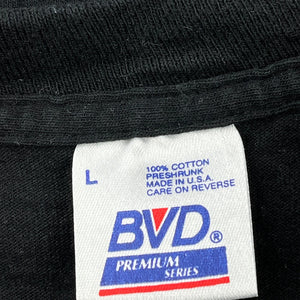 L
100% COTTON
PRESHRUNK
MADE IN U.S.A.
CARE ON REVERSE
BVD®
PREMIUM
SERIES